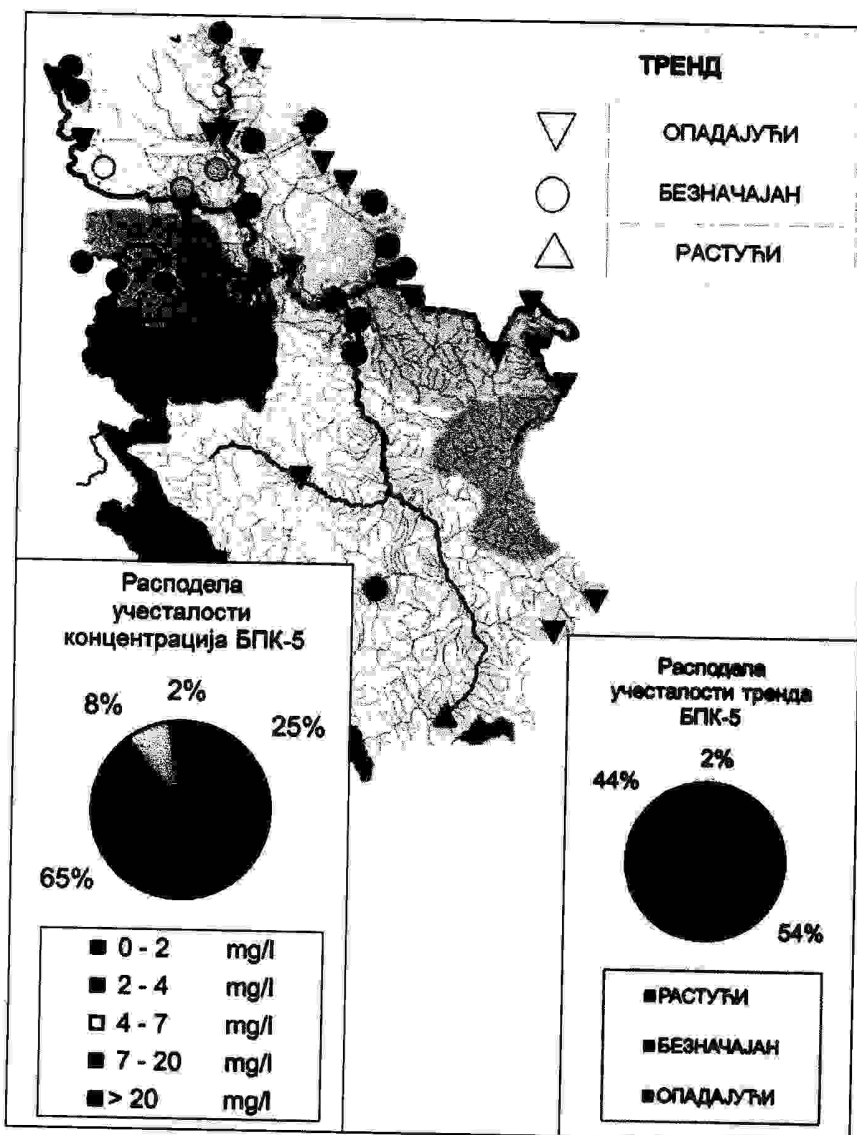 ТРЕНД
ОПАДАЈУЋИ
БЕЗНАЧАЈАН
РАСТУЋИ
Расподела
учесталости
концентрација БПК-5
8%
2%
25%
65%
0 - 2 mg/l
2 - 4 mg/l
4 - 7 mg/l
7 - 20 mg/l
> 20 mg/l
Расподела
учесталости тренда
БПК-5
2%
44%
54%
РАСТУЋИ
БЕЗНАЧАЈАН
ОПАДАЈУЋИ